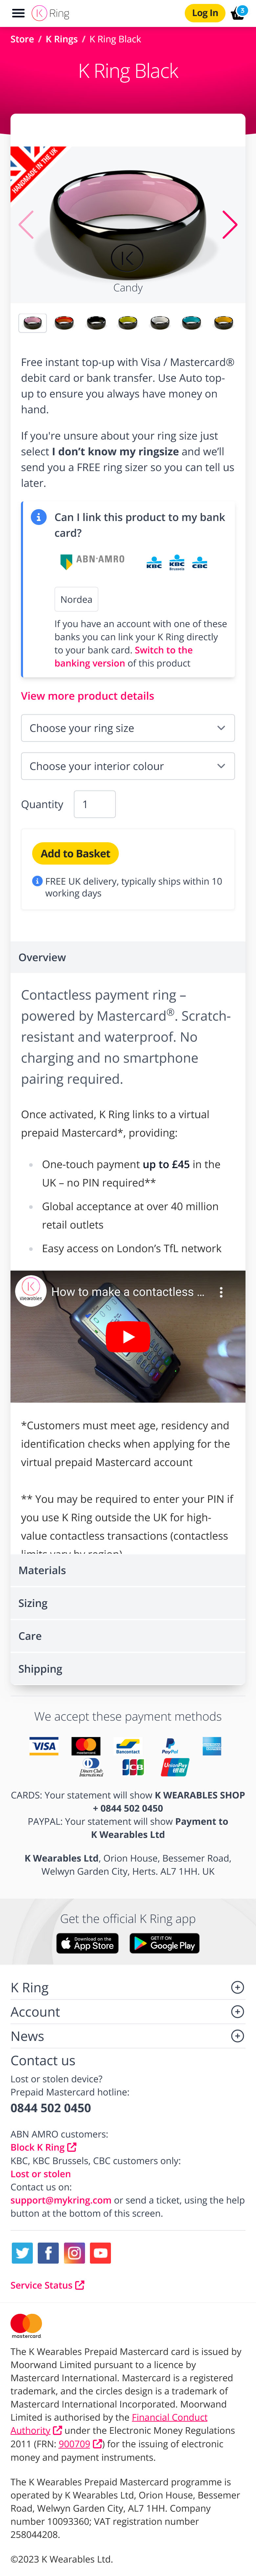 K Ring
Log In
3
Store / K Rings / K Ring Black
K Ring Black
HANDMADE IN THE UK
K
Candy
Free instant top-up with Visa / Mastercard®
debit card or bank transfer. Use Auto top-
up to ensure you always have money on
hand.
If you're unsure about your ring size just
select I don't know my ringsize and we'll
send you a FREE ring sizer so you can tell us
later.
Can I link this product to my bank
card?
ABN·AMRO
KBC
KBC
Brussels
CBC
Nordea
If you have an account with one of these
banks you can link your K Ring directly
to your bank card. Switch to the
banking version of this product
View more product details
Choose your ring size
Choose your interior colour
Quantity
1
Add to Basket
FREE UK delivery, typically ships within 10
working days
Overview
Contactless payment ring –
powered by Mastercard®. Scratch-
resistant and waterproof. No
charging and no smartphone
pairing required.
Once activated, K Ring links to a virtual
prepaid Mastercard*, providing:
One-touch payment up to £45 in the
UK – no PIN required**
Global acceptance at over 40 million
retail outlets
Easy access on London's TfL network
How to make a contactless ...
*Customers must meet age, residency and
identification checks when applying for the
virtual prepaid Mastercard account
** You may be required to enter your PIN if
you use K Ring outside the UK for high-
value contactless transactions (contactless
limits vary by region)
Materials
Sizing
Care
Shipping
We accept these payment methods
VISA
mastercard
Bancontact
PayPal
Diners Club
International
JCB
UnionPay
CARDS: Your statement will show K WEARABLES SHOP
+ 0844 502 0450
PAYPAL: Your statement will show Payment to
K Wearables Ltd
K Wearables Ltd, Orion House, Bessemer Road,
Welwyn Garden City, Herts. AL7 1HH. UK
Get the official K Ring app
Download on the
App Store
GET IT ON
Google Play
K Ring
Account
News
Contact us
Lost or stolen device?
Prepaid Mastercard hotline:
0844 502 0450
ABN AMRO customers:
Block K Ring
KBC, KBC Brussels, CBC customers only:
Lost or stolen
Contact us on:
support@mykring.com or send a ticket, using the help
button at the bottom of this screen.
Service Status
mastercard
The K Wearables Prepaid Mastercard card is issued by
Moorwand Limited pursuant to a licence by
Mastercard International. Mastercard is a registered
trademark, and the circles design is a trademark of
Mastercard International Incorporated. Moorwand
Limited is authorised by the Financial Conduct
Authority under the Electronic Money Regulations
2011 (FRN: 900709) for the issuing of electronic
money and payment instruments.
The K Wearables Prepaid Mastercard programme is
operated by K Wearables Ltd, Orion House, Bessemer
Road, Welwyn Garden City, AL7 1HH. Company
number 10093360; VAT registration number
258044208.
©2023 K Wearables Ltd.